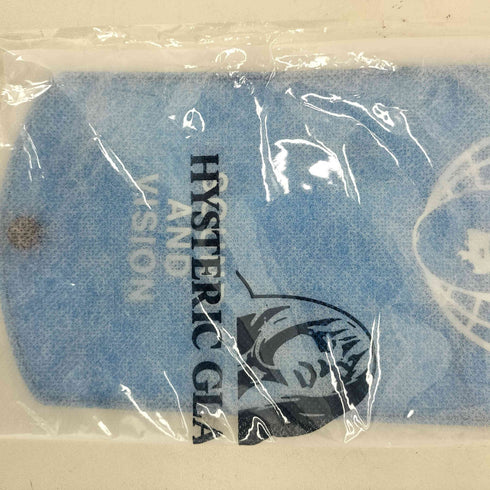 HYSTERIC GLA
AND
VISION